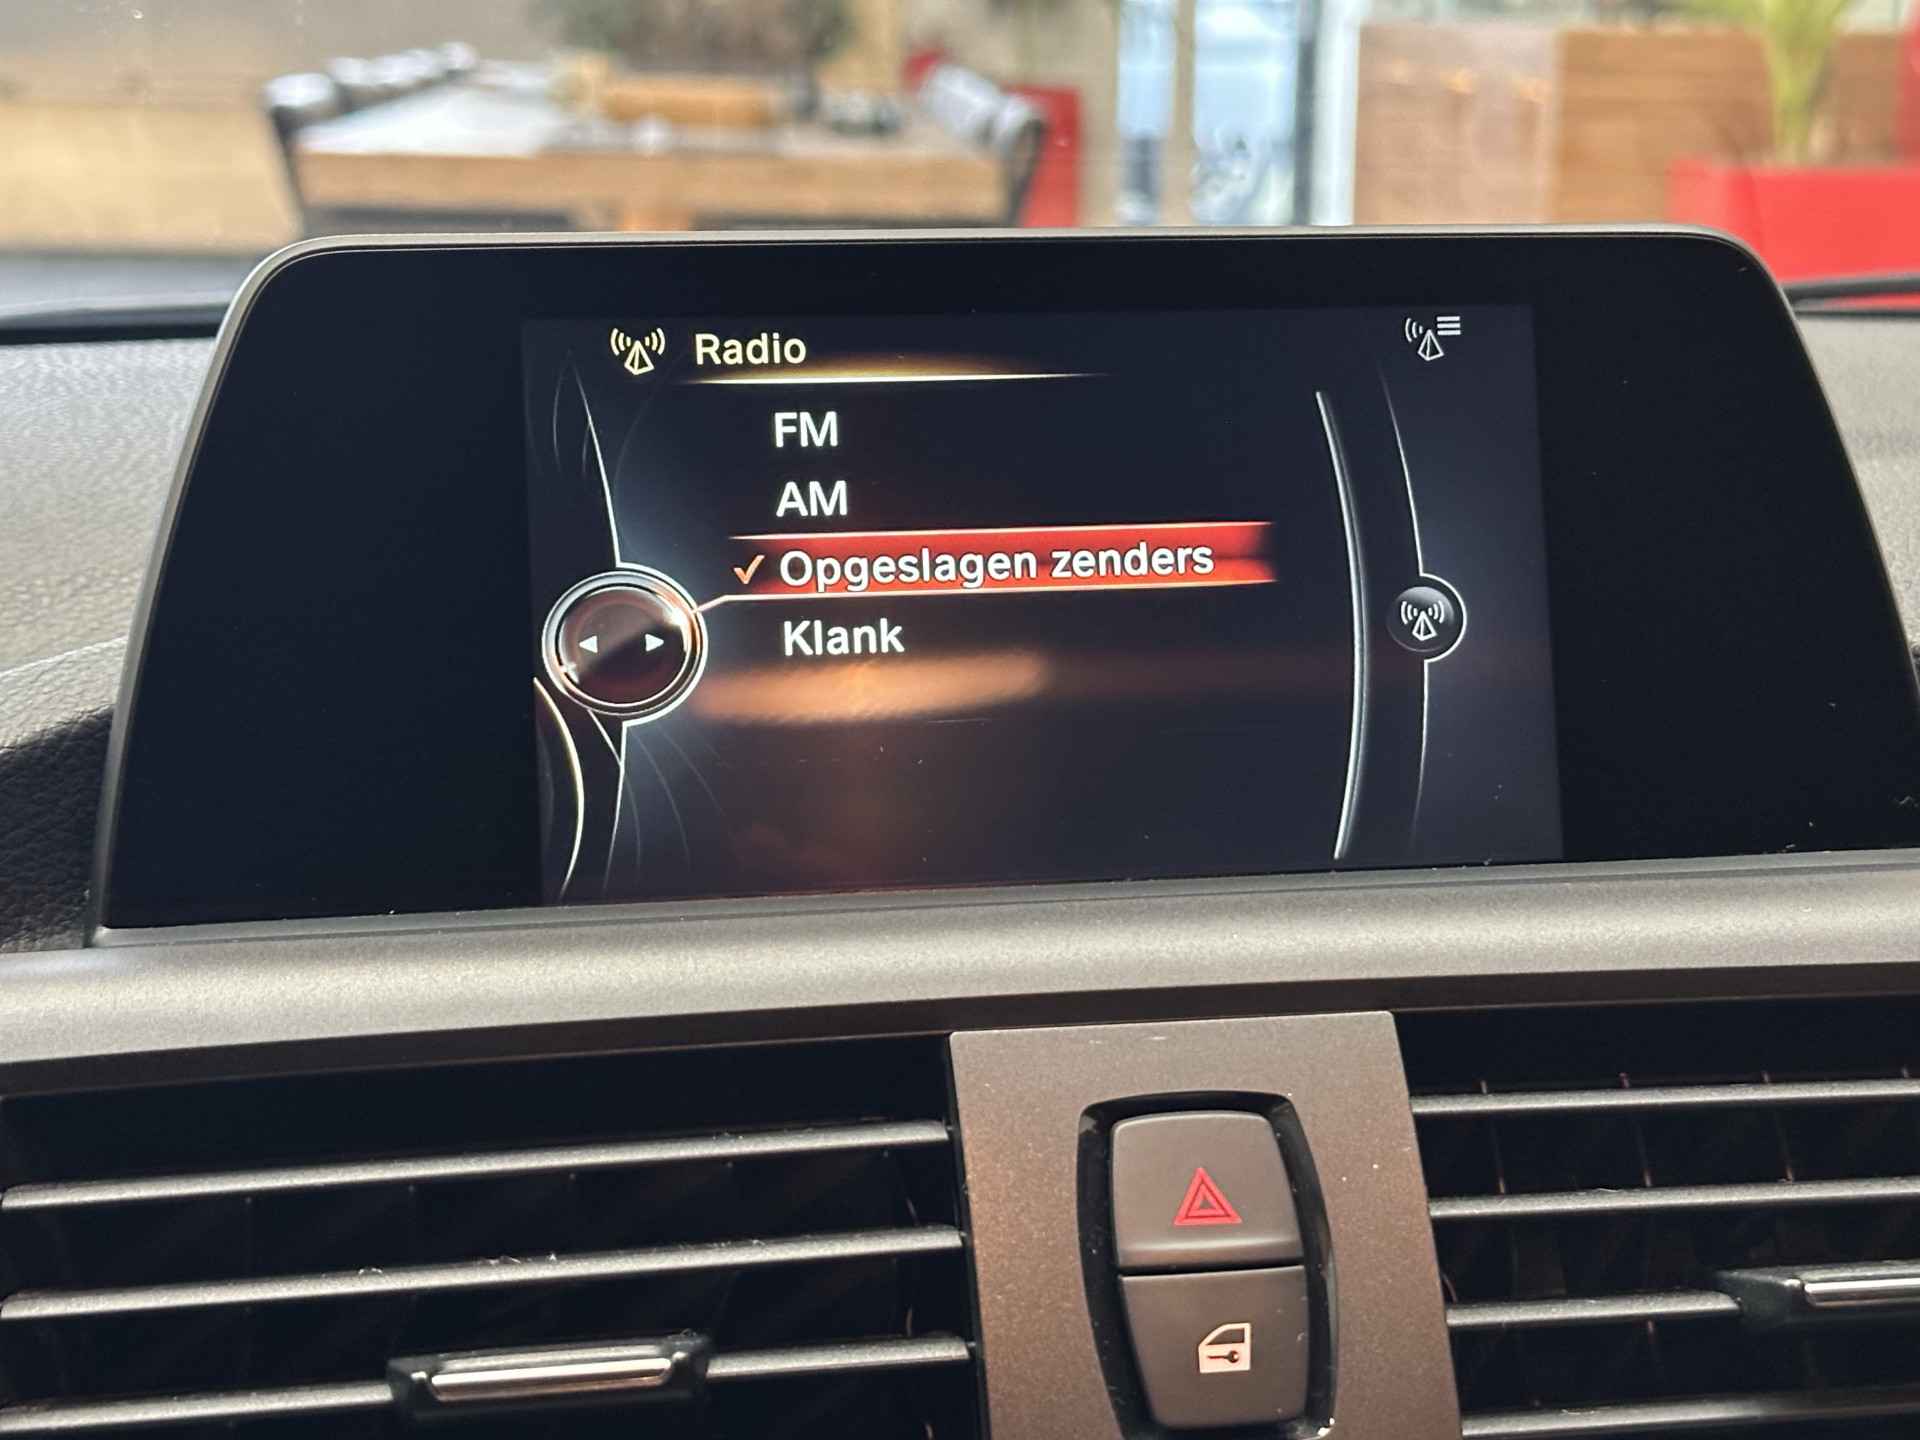 Radio
FM
AM
Opgeslagen zenders
Klank